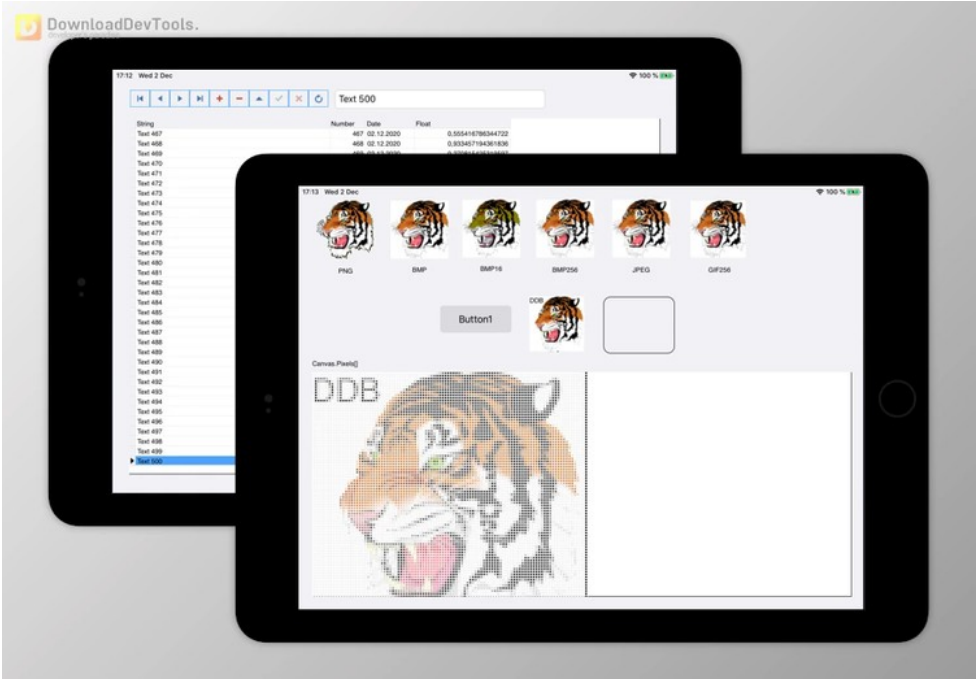 DownloadDevTools.
17:12 Wed 2 Dec 100 %
Text 500
String Number Date Float
Text 467 467 02.12.2020 0,555416786344722
Text 468 468 02.12.2020 0,933457194361836
Text 469
Text 470
Text 471
Text 472
Text 473
Text 474
Text 475
Text 476
Text 477
Text 478
Text 479
Text 480
Text 481
Text 482
Text 483
Text 484
Text 485
Text 486
Text 487
Text 488
Text 489
Text 490
Text 491
Text 492
Text 493
Text 494
Text 495
Text 496
Text 497
Text 498
Text 499
Text 500
17:13 Wed 2 Dec 100 %
PNG BMP BMP16 BMP256 JPEG GIF256
Button1
DDB
Canvas.Pixels[]
DDB